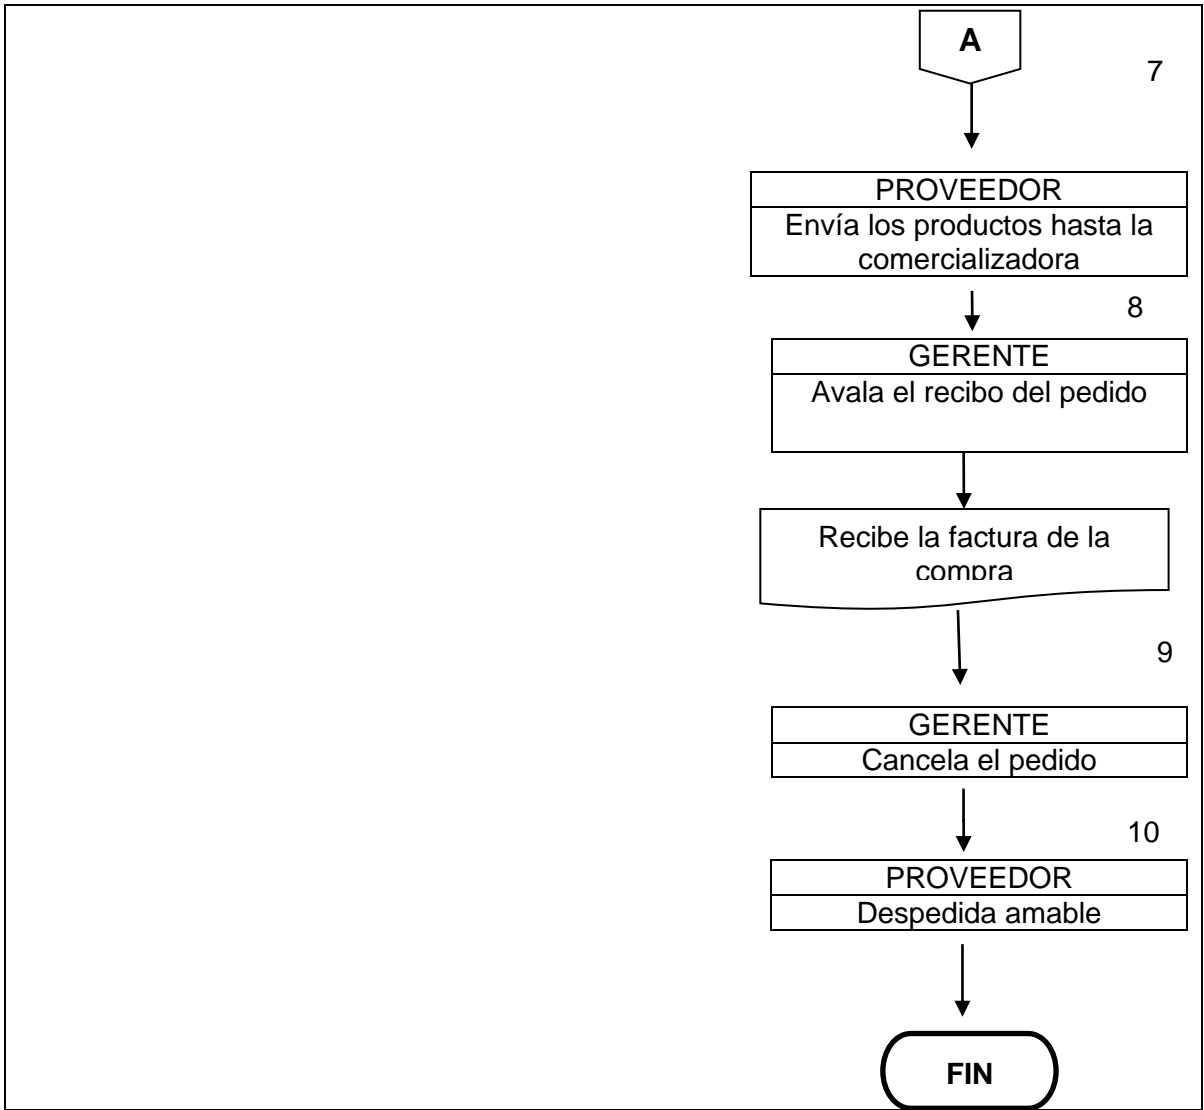 A
7
PROVEEDOR
Envía los productos hasta la
comercializadora
8
GERENTE
Avala el recibo del pedido
Recibe la factura de la
compra
9
GERENTE
Cancela el pedido
10
PROVEEDOR
Despedida amable
FIN